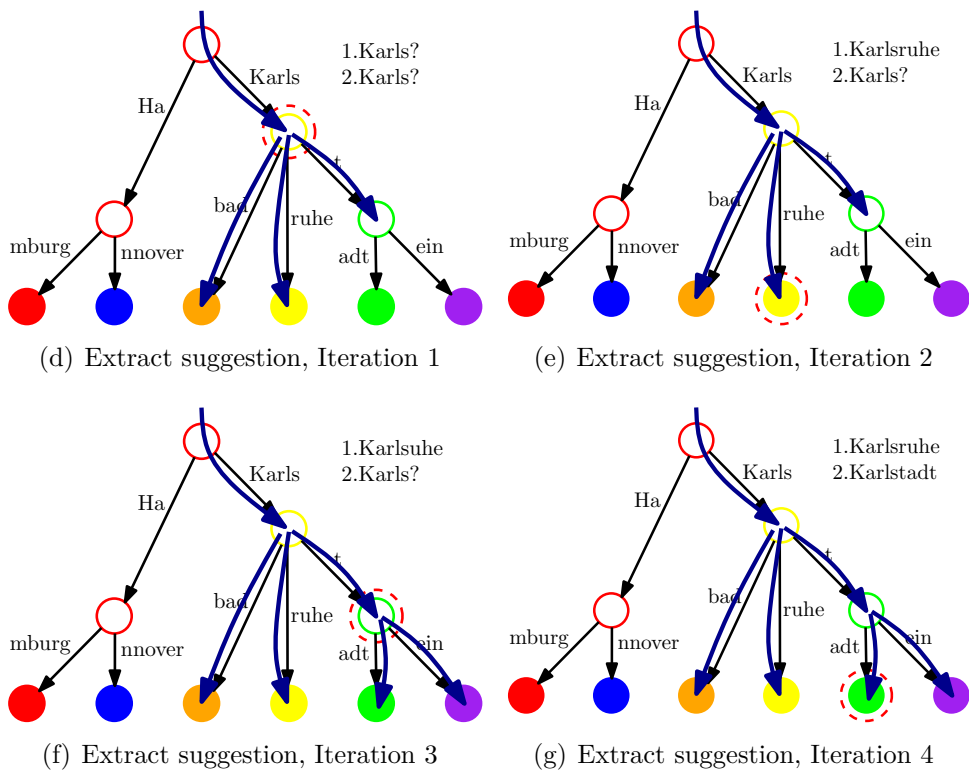 1.Karls?
2.Karls?
Karls
Ha
t
bad
ruhe
mburg
nnover
adt
ein
(d) Extract suggestion, Iteration 1
1.Karlsruhe
2.Karls?
Karls
Ha
t
bad
ruhe
mburg
nnover
adt
ein
(e) Extract suggestion, Iteration 2
1.Karlsuhe
2.Karls?
Karls
Ha
t
bad
ruhe
mburg
nnover
adt
ein
(f) Extract suggestion, Iteration 3
1.Karlsruhe
2.Karlstadt
Karls
Ha
t
bad
ruhe
mburg
nnover
adt
ein
(g) Extract suggestion, Iteration 4